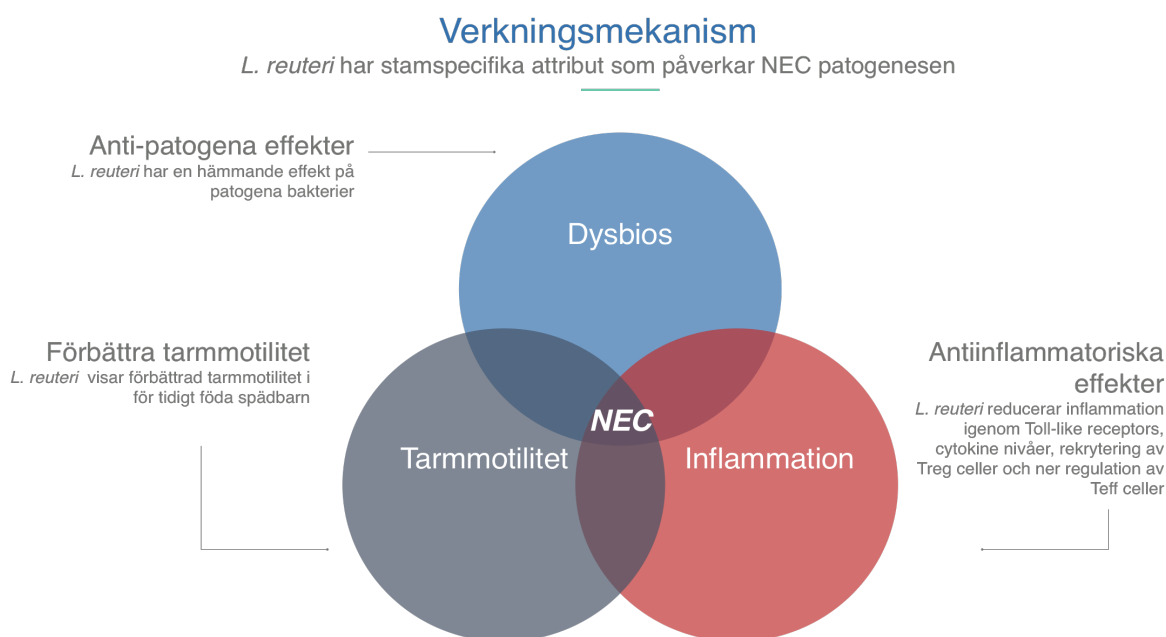 Verkningsmekanism
L. reuteri har stamspecifika attribut som påverkar NEC patogenesen
Anti-patogena effekter
L. reuteri har en hämmande effekt på
patogena bakterier
Dysbios
Förbättra tarmmotilitet
L. reuteri visar förbättrad tarmmotilitet i
för tidigt föda spädbarn
Antiinflammatoriska
effekter
L. reuteri reducerar inflammation
igenom Toll-like receptors,
cytokine nivåer, rekrytering av
Treg celler och ner regulation av
Teff celler
NEC
Tarmmotilitet
Inflammation